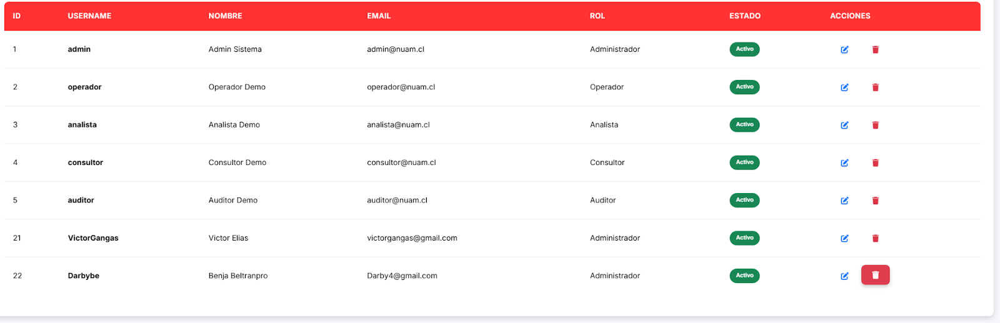 ID USERNAME NOMBRE EMAIL ROL ESTADO ACCIONES
1 admin Admin Sistema admin@nuam.cl Administrador Activo
2 operador Operador Demo operador@nuam.cl Operador Activo
3 analista Analista Demo analista@nuam.cl Analista Activo
4 consultor Consultor Demo consultor@nuam.cl Consultor Activo
5 auditor Auditor Demo auditor@nuam.cl Auditor Activo
21 VictorGangas Victor Elias victorgangas@gmail.com Administrador Activo
22 Darbybe Benja Beltranpro Darby4@gmail.com Administrador Activo